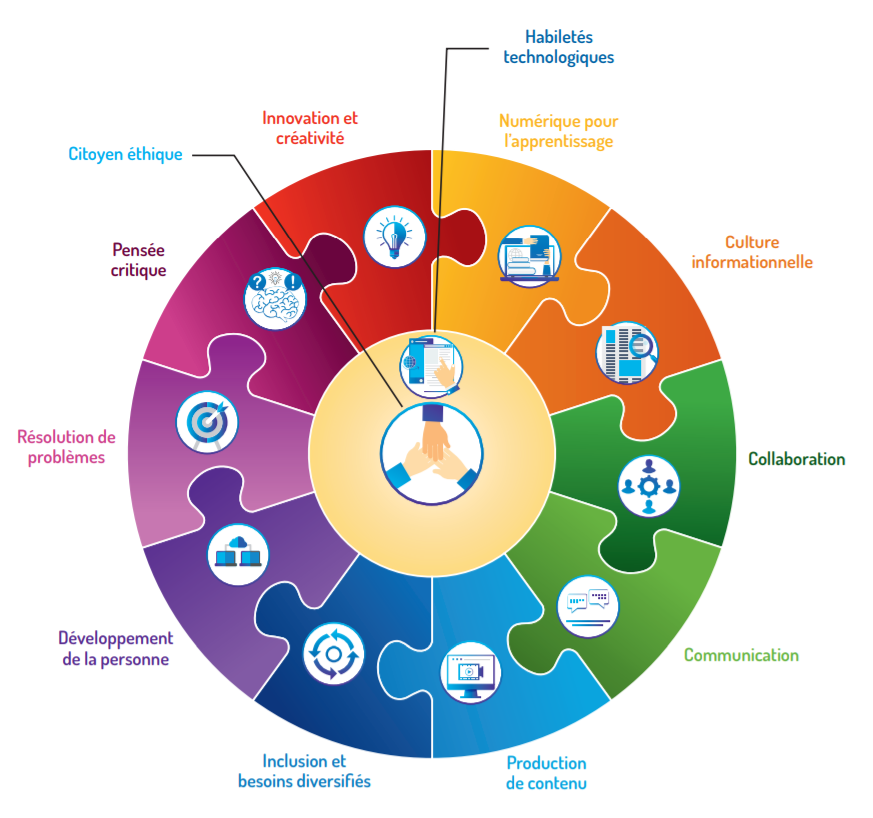 Habiletés
technologiques
Innovation et
créativité
Numérique pour
l'apprentissage
Citoyen éthique
Pensée
critique
Culture
informationnelle
Résolution de
problèmes
Collaboration
Développement
de la personne
Communication
Inclusion et
besoins diversifiés
Production
de contenu
? !